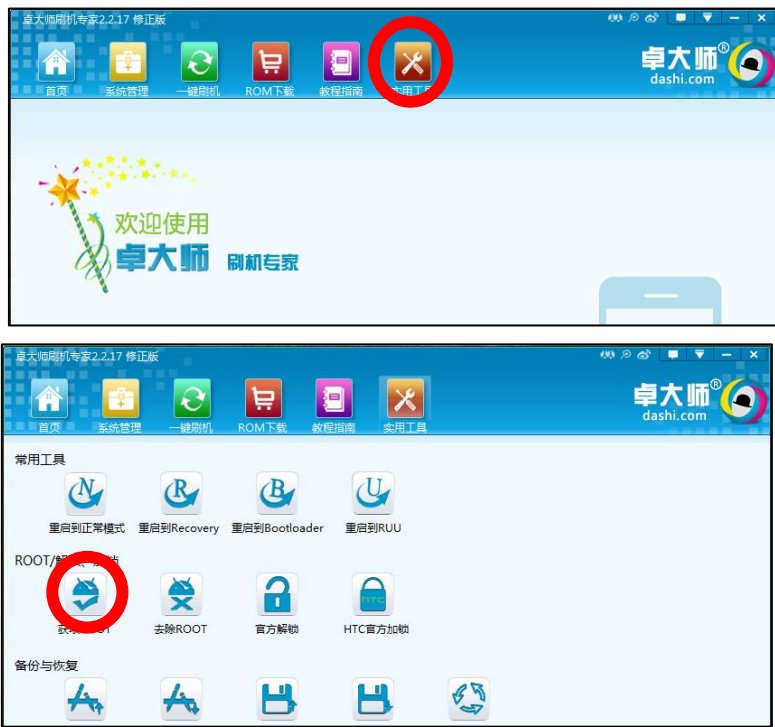 卓大师刷机专家2.2.17 修正版
首页 系统管理 一键刷机 ROM下载 教程指南 实用工具
卓大师®
dashi.com
欢迎使用
卓大师 刷机专家
卓大师刷机专家2.2.17 修正版
首页 系统管理 一键刷机 ROM下载 教程指南 实用工具
卓大师®
dashi.com
常用工具
N R B U
重启到正常模式 重启到Recovery 重启到Bootloader 重启到RUU
ROOT/
hTC
ROOT 去除ROOT 官方解锁 HTC官方加锁
备份与恢复